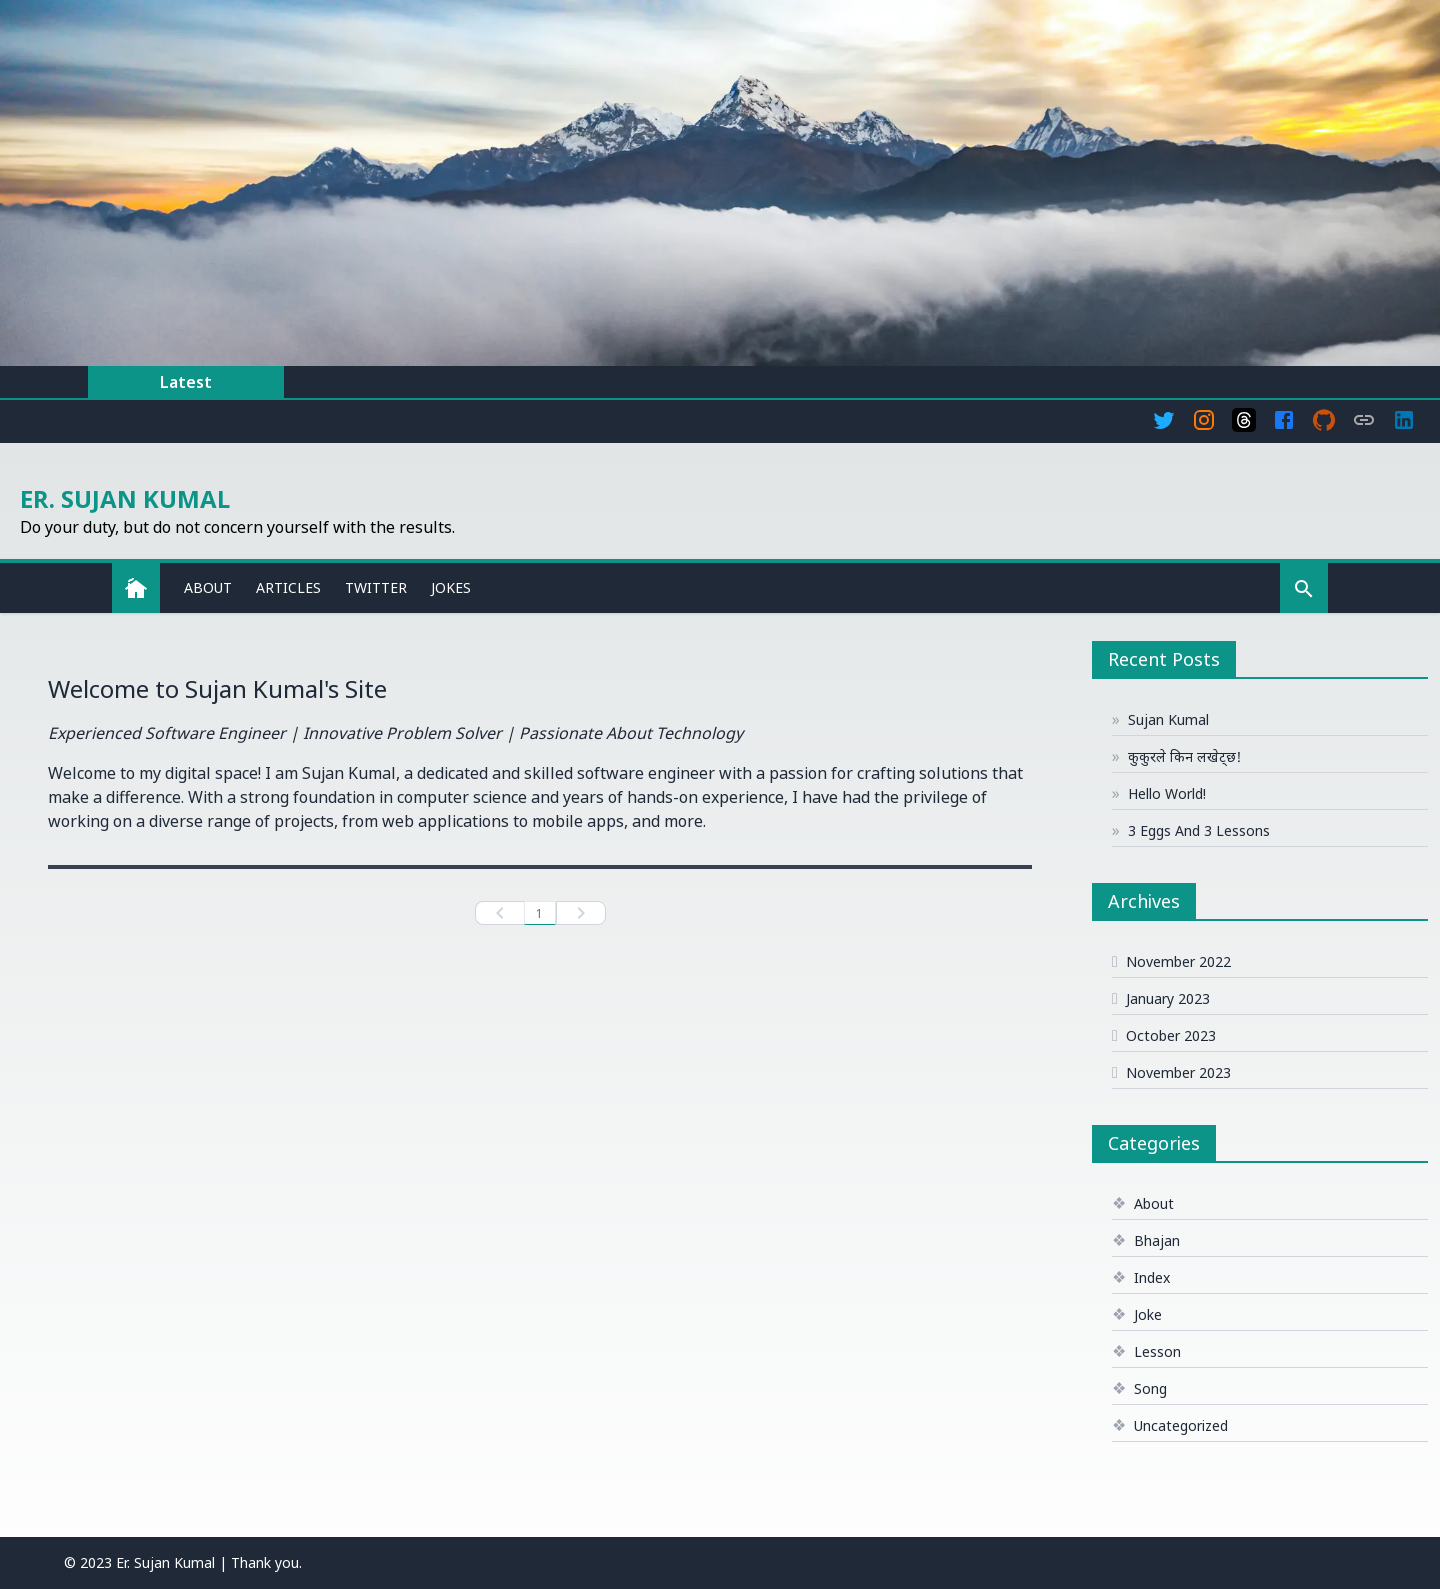 Latest
ER. SUJAN KUMAL
Do your duty, but do not concern yourself with the results.
ABOUT ARTICLES TWITTER JOKES
Welcome to Sujan Kumal's Site
Experienced Software Engineer | Innovative Problem Solver | Passionate About Technology
Welcome to my digital space! I am Sujan Kumal, a dedicated and skilled software engineer with a passion for crafting solutions that
make a difference. With a strong foundation in computer science and years of hands-on experience, I have had the privilege of
working on a diverse range of projects, from web applications to mobile apps, and more.
1
Recent Posts
» Sujan Kumal
» कुकुरले किन लखेट्छ!
» Hello World!
» 3 Eggs And 3 Lessons
Archives
November 2022
January 2023
October 2023
November 2023
Categories
❖ About
❖ Bhajan
❖ Index
❖ Joke
❖ Lesson
❖ Song
❖ Uncategorized
© 2023 Er. Sujan Kumal | Thank you.